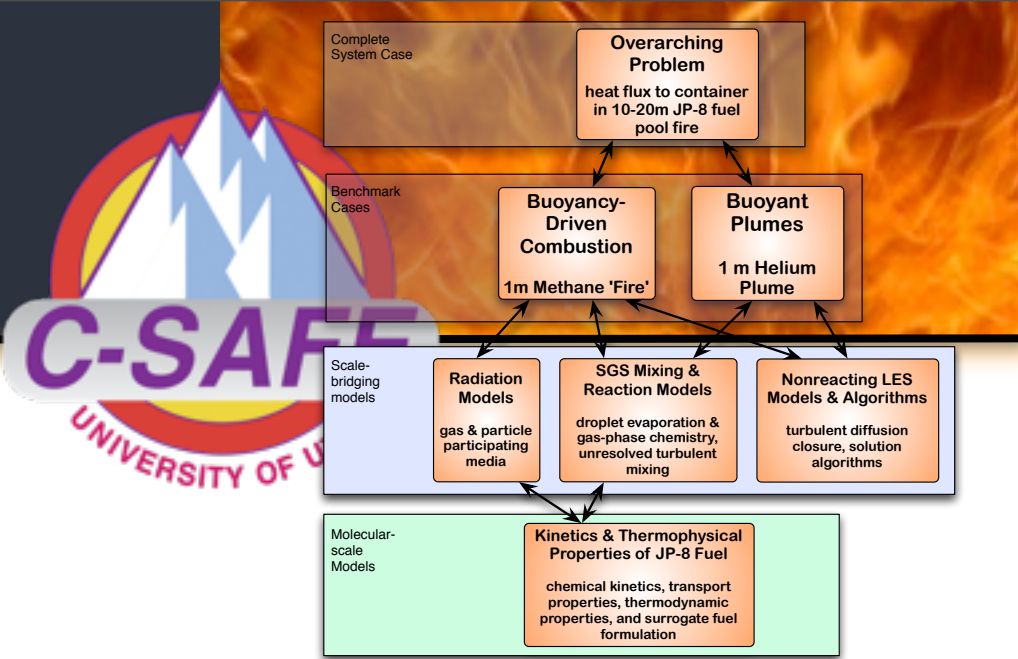 Complete
System Case
Overarching
Problem
heat flux to container
in 10-20m JP-8 fuel
pool fire
Benchmark
Cases
Buoyancy-
Driven
Combustion
1m Methane 'Fire'
Buoyant
Plumes
1 m Helium
Plume
C-SAFE
UNIVERSITY OF U
Scale-
bridging
models
Radiation
Models
gas & particle
participating
media
SGS Mixing &
Reaction Models
droplet evaporation &
gas-phase chemistry,
unresolved turbulent
mixing
Nonreacting LES
Models & Algorithms
turbulent diffusion
closure, solution
algorithms
Molecular-
scale
Models
Kinetics & Thermophysical
Properties of JP-8 Fuel
chemical kinetics, transport
properties, thermodynamic
properties, and surrogate fuel
formulation